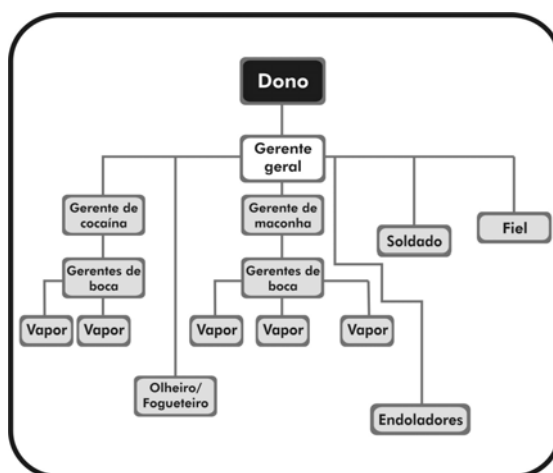 Dono
Gerente
geral
Gerente de
cocaína
Gerente de
maconha
Soldado
Fiel
Gerentes de
boca
Gerentes de
boca
Vapor
Vapor
Vapor
Vapor
Vapor
Olheiro/
Fogueteiro
Endoladores